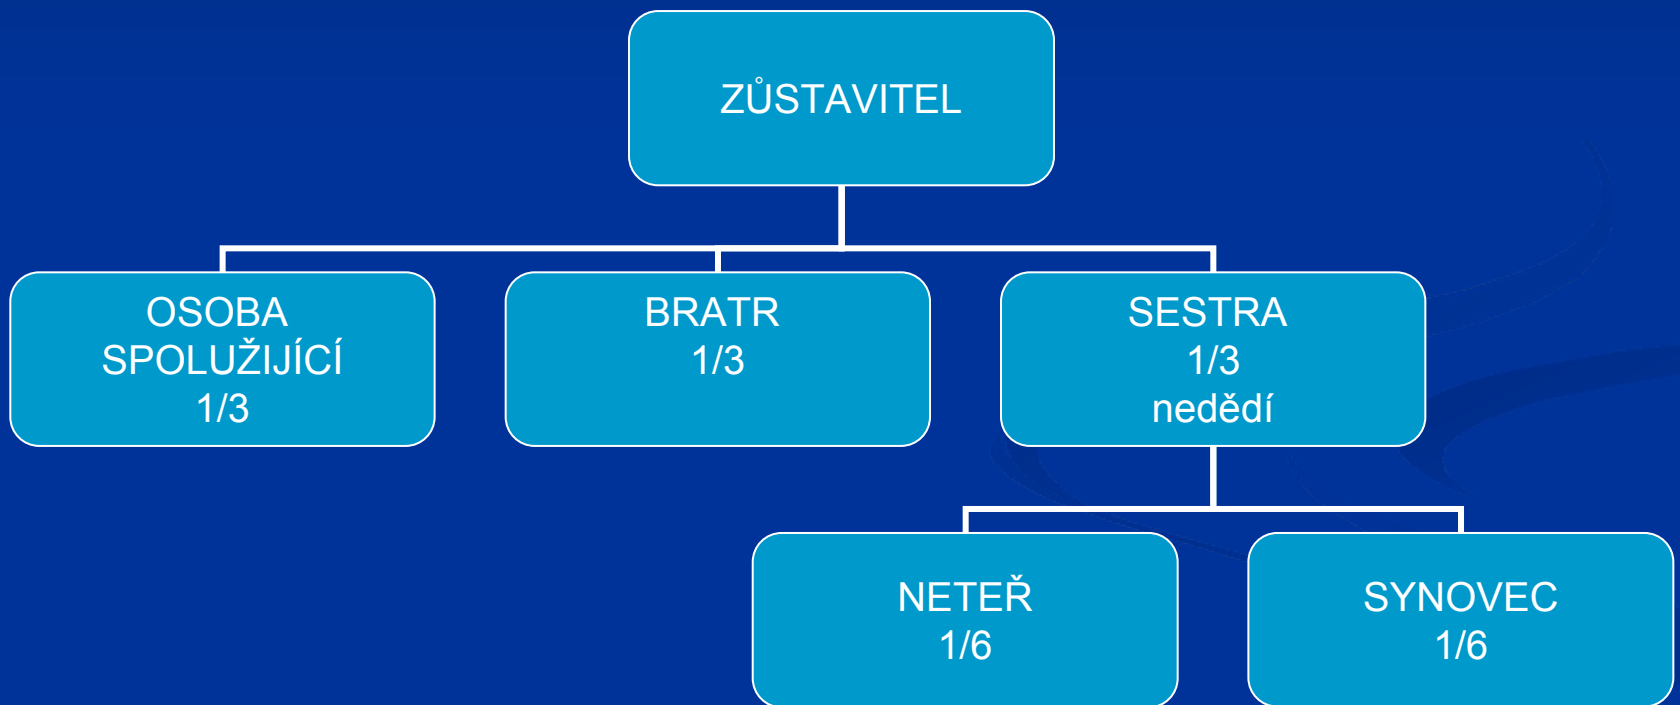 ZŮSTAVITEL
OSOBA
SPOLUŽIJÍCÍ
1/3
BRATR
1/3
SESTRA
1/3
nedědí
NETEŘ
1/6
SYNOVEC
1/6